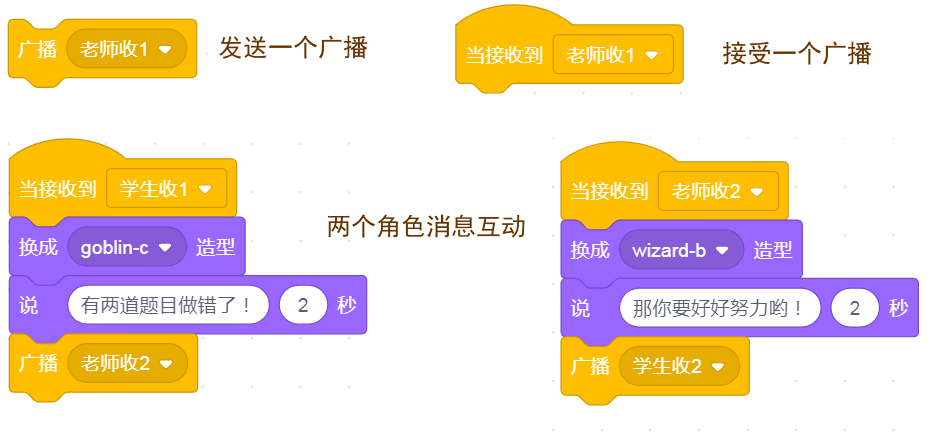 广播 老师收1
发送一个广播
当接收到 老师收1
接受一个广播
当接收到 学生收1
换成 goblin-c 造型
说 有两道题目做错了！ 2 秒
广播 老师收2
两个角色消息互动
当接收到 老师收2
换成 wizard-b 造型
说 那你要好好努力哟！ 2 秒
广播 学生收2